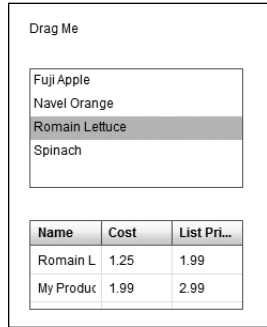 Drag Me
Fuji Apple
Navel Orange
Romain Lettuce
Spinach
Name Cost List Pri...
Romain L 1.25 1.99
My Produc 1.99 2.99